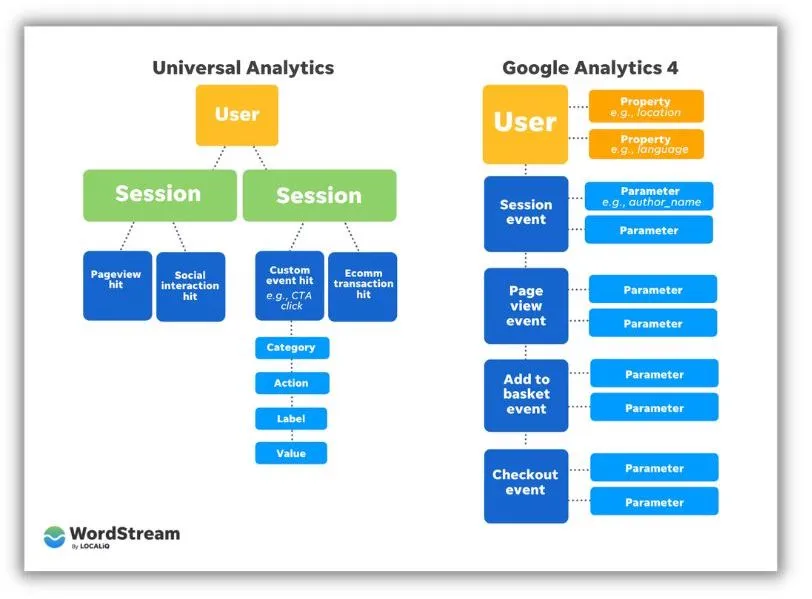 Universal Analytics
User
Session
Session
Pageview
hit
Social
interaction
hit
Custom
event hit
e.g., CTA
click
Ecomm
transaction
hit
Category
Action
Label
Value
Google Analytics 4
User
Property
e.g., location
Property
e.g., language
Session
event
Parameter
e.g., author_name
Parameter
Page
view
event
Parameter
Parameter
Add to
basket
event
Parameter
Parameter
Checkout
event
Parameter
Parameter
WordStream
By LOCALiQ